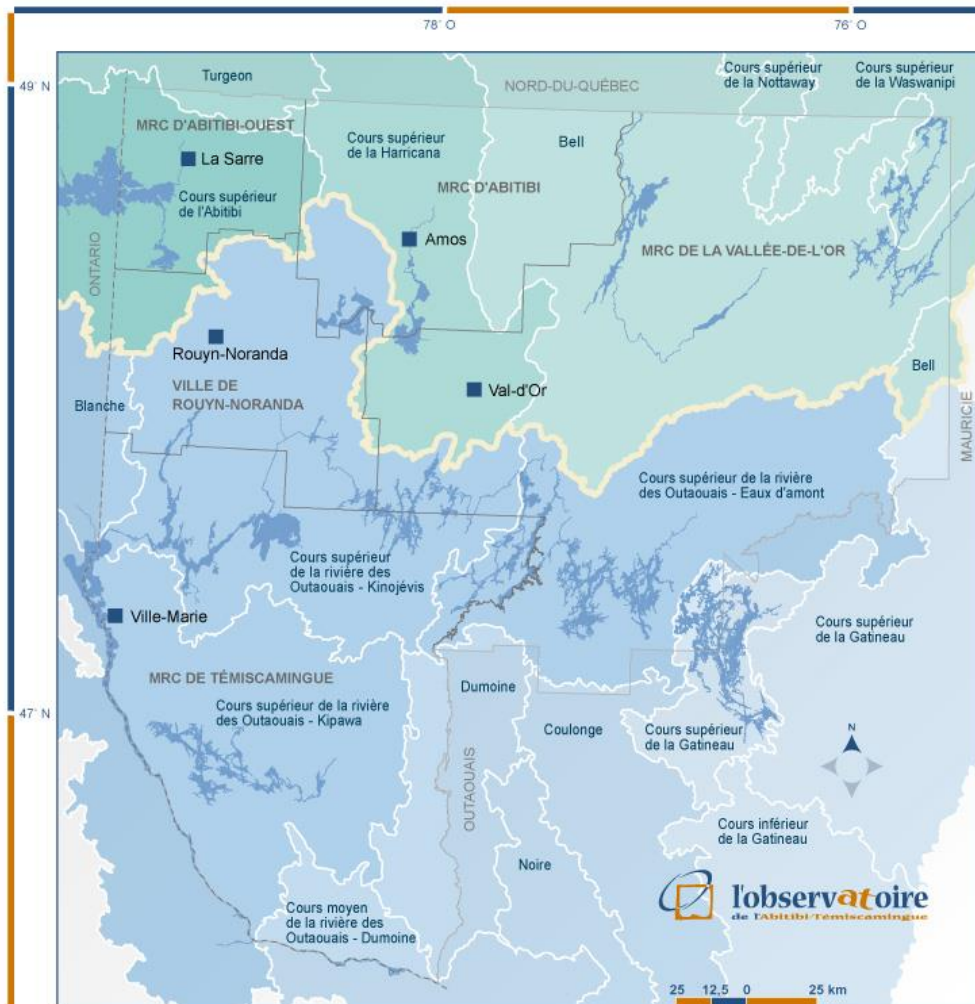 78° O
76° O
49° N
Turgeon
NORD-DU-QUÉBEC
Cours supérieur
de la Nottaway
Cours supérieur
de la Waswanipi
MRC D'ABITIBI-OUEST
La Sarre
Cours supérieur
de la Harricana
Bell
MRC D'ABITIBI
Cours supérieur
de l'Abitibi
Amos
MRC DE LA VALLÉE-DE-L'OR
ONTARIO
Rouyn-Noranda
VILLE DE
ROUYN-NORANDA
Blanche
Val-d'Or
Bell
MAURICIE
Cours supérieur de la rivière
des Outaouais - Eaux d'amont
Cours supérieur
de la rivière des
Outaouais - Kinojévis
Ville-Marie
Cours supérieur
de la Gatineau
MRC DE TÉMISCAMINGUE
Cours supérieur de la rivière
des Outaouais - Kipawa
47° N
Dumoine
Coulonge
Cours supérieur
de la Gatineau
N
OUTAOUAIS
Cours inférieur
de la Gatineau
Noire
l'observatoire
de l'Abitibi-Témiscamingue
Cours moyen
de la rivière des
Outaouais - Dumoine
25 12,5 0 25 km